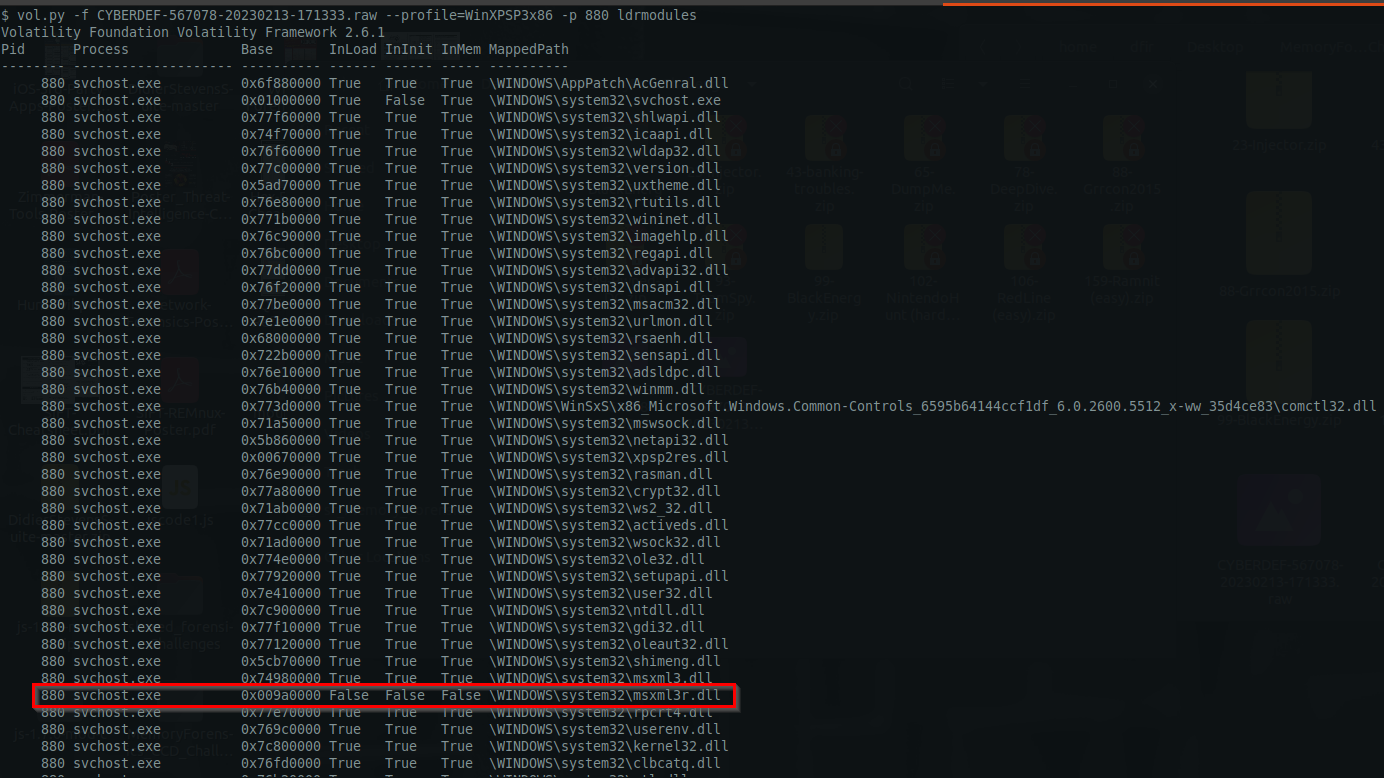 $ vol.py -f CYBERDEF-567078-20230213-171333.raw --profile=WinXPSP3x86 -p 880 ldrmodules
Volatility Foundation Volatility Framework 2.6.1
Pid Process Base InLoad InInit InMem MappedPath
-------- -------------------- ---------- ------ ------ ----- ----------
880 svchost.exe 0x6f880000 True True True \WINDOWS\AppPatch\AcGenral.dll
880 svchost.exe 0x01000000 True False True \WINDOWS\system32\svchost.exe
880 svchost.exe 0x77f60000 True True True \WINDOWS\system32\shlwapi.dll
880 svchost.exe 0x74f70000 True True True \WINDOWS\system32\icaapi.dll
880 svchost.exe 0x76f60000 True True True \WINDOWS\system32\wldap32.dll
880 svchost.exe 0x77c00000 True True True \WINDOWS\system32\version.dll
880 svchost.exe 0x5ad70000 True True True \WINDOWS\system32\uxtheme.dll
880 svchost.exe 0x76e80000 True True True \WINDOWS\system32\rtutils.dll
880 svchost.exe 0x771b0000 True True True \WINDOWS\system32\wininet.dll
880 svchost.exe 0x76c90000 True True True \WINDOWS\system32\imagehlp.dll
880 svchost.exe 0x76bc0000 True True True \WINDOWS\system32\regapi.dll
880 svchost.exe 0x77dd0000 True True True \WINDOWS\system32\advapi32.dll
880 svchost.exe 0x76f20000 True True True \WINDOWS\system32\dnsapi.dll
880 svchost.exe 0x77be0000 True True True \WINDOWS\system32\msacm32.dll
880 svchost.exe 0x7e1e0000 True True True \WINDOWS\system32\urlmon.dll
880 svchost.exe 0x68000000 True True True \WINDOWS\system32\rsaenh.dll
880 svchost.exe 0x722b0000 True True True \WINDOWS\system32\sensapi.dll
880 svchost.exe 0x76e10000 True True True \WINDOWS\system32\adsldpc.dll
880 svchost.exe 0x76b40000 True True True \WINDOWS\system32\winmm.dll
880 svchost.exe 0x773d0000 True True True \WINDOWS\WinSxS\x86_Microsoft.Windows.Common-Controls_6595b64144ccf1df_6.0.2600.5512_x-ww_35d4ce83\comctl32.dll
880 svchost.exe 0x71a50000 True True True \WINDOWS\system32\mswsock.dll
880 svchost.exe 0x5b860000 True True True \WINDOWS\system32\netapi32.dll
880 svchost.exe 0x00670000 True True True \WINDOWS\system32\xpsp2res.dll
880 svchost.exe 0x76e90000 True True True \WINDOWS\system32\rasman.dll
880 svchost.exe 0x77a80000 True True True \WINDOWS\system32\crypt32.dll
880 svchost.exe 0x71ab0000 True True True \WINDOWS\system32\ws2_32.dll
880 svchost.exe 0x77cc0000 True True True \WINDOWS\system32\activeds.dll
880 svchost.exe 0x71ad0000 True True True \WINDOWS\system32\wsock32.dll
880 svchost.exe 0x774e0000 True True True \WINDOWS\system32\ole32.dll
880 svchost.exe 0x77920000 True True True \WINDOWS\system32\setupapi.dll
880 svchost.exe 0x7e410000 True True True \WINDOWS\system32\user32.dll
880 svchost.exe 0x7c900000 True True True \WINDOWS\system32\ntdll.dll
880 svchost.exe 0x77f10000 True True True \WINDOWS\system32\gdi32.dll
880 svchost.exe 0x77120000 True True True \WINDOWS\system32\oleaut32.dll
880 svchost.exe 0x5cb70000 True True True \WINDOWS\system32\shimeng.dll
880 svchost.exe 0x74980000 True True True \WINDOWS\system32\msxml3.dll
880 svchost.exe 0x009a0000 False False False \WINDOWS\system32\msxml3r.dll
880 svchost.exe 0x77e70000 True True True \WINDOWS\system32\rpcrt4.dll
880 svchost.exe 0x769c0000 True True True \WINDOWS\system32\userenv.dll
880 svchost.exe 0x7c800000 True True True \WINDOWS\system32\kernel32.dll
880 svchost.exe 0x76fd0000 True True True \WINDOWS\system32\clbcatq.dll